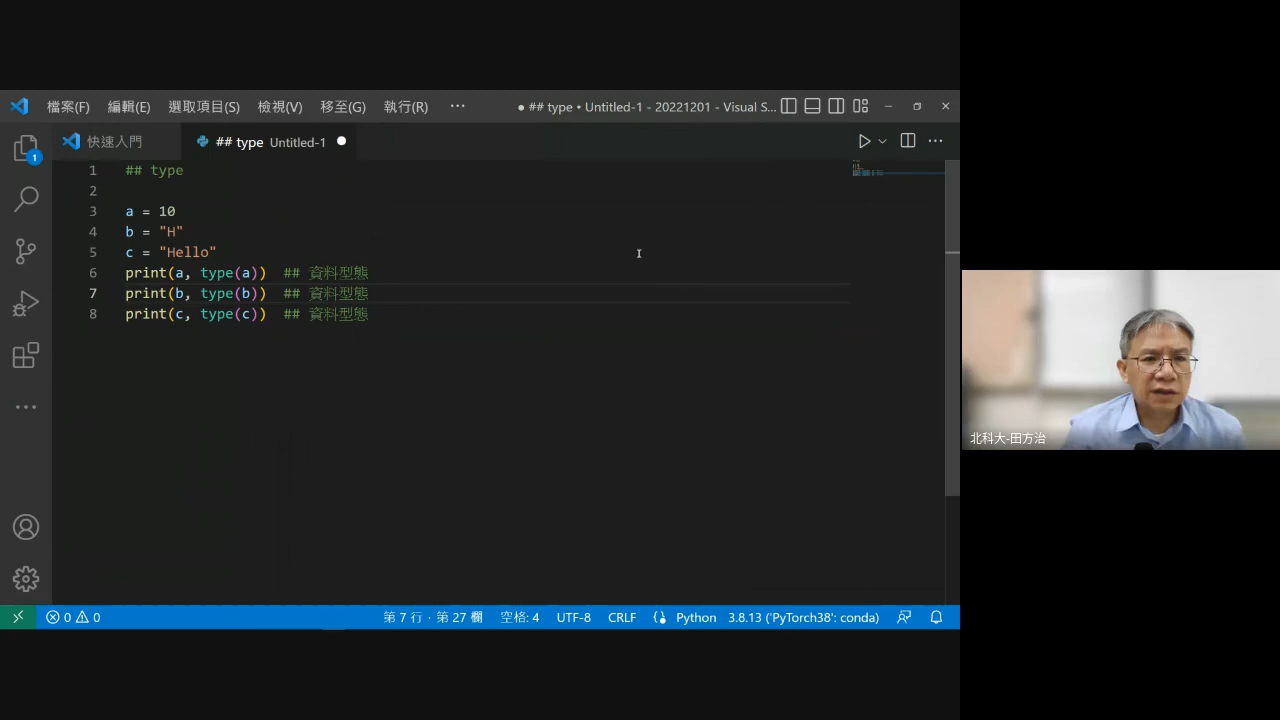 檔案(F) 編輯(E) 選取項目(S) 檢視(V) 移至(G) 執行(R) ··· ● ## type • Untitled-1 - 20221201 - Visual S...
快速入門 ## type Untitled-1
1 ## type
2
3 a = 10
4 b = "H"
5 c = "Hello"
6 print(a, type(a)) ## 資料型態
7 print(b, type(b)) ## 資料型態
8 print(c, type(c)) ## 資料型態
1
北科大-田方治
0 0 第 7 行，第 27 欄 空格: 4 UTF-8 CRLF Python 3.8.13 ('PyTorch38': conda)